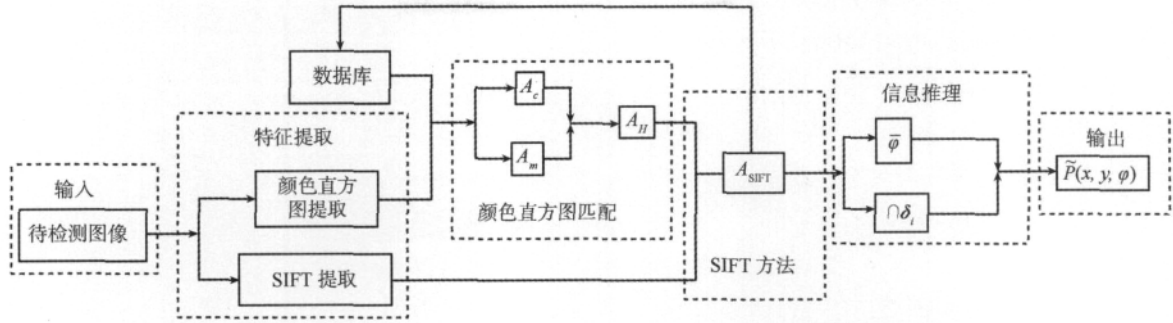 输入
待检测图像
特征提取
颜色直方
图提取
SIFT 提取
数据库
A_c
A_m
A_H
颜色直方图匹配
A_SIFT
SIFT 方法
信息推理
φ̅
∩δ_i
输出
P̃(x, y, φ)